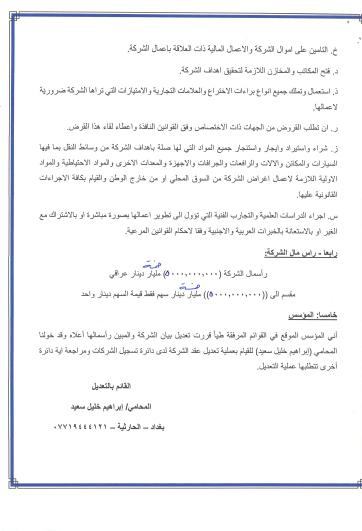 خ. التامين على اموال الشركة والاعمال المالية ذات العلاقة باعمال الشركة.
د. فتح المكاتب والمخازن اللازمة لتحقيق اهداف الشركة.
ذ. استعمال وتملك جميع انواع براءات الاختراع والعلامات التجارية والامتيازات التي تراها الشركة ضرورية
لاعمالها.
ر. ان تطلب القروض من الجهات ذات الاختصاص وفق القوانين النافذة واعطاء لقاء هذا القرض.
ز. شراء واستيراد وايجار واستئجار جميع المواد التي لها صلة باهداف الشركة من وسائط النقل بما فيها
السيارات والمكائن والالات والرافعات والجرافات والاجهزة والمعدات الاخرى والمواد الاحتياطية والمواد
الاولية اللازمة لاعمال اغراض الشركة من السوق المحلي او من خارج الوطن والقيام بكافة الاجراءات
القانونية عليها.
س. اجراء الدراسات العلمية والتجارب الفنية التي تؤول الى تطوير اعمالها بصورة مباشرة او بالاشتراك مع
الغير او بالاستعانة بالخبرات العربية والاجنبية وفقا لاحكام القوانين المرعية.
رابعا - راس مال الشركة:
رأسمال الشركة (٥٠٠٠,٠٠٠,٠٠٠) خمسة مليار دينار عراقي
مقسم الى ((٥٠٠٠,٠٠٠,٠٠٠)) خمسة مليار دينار سهم فقط قيمة السهم دينار واحد
خامسا: المؤسس
أني المؤسس الموقع في القوائم المرفقة طياً قررت تعديل بيان الشركة والمبين رأسمالها أعلاه وقد خولنا
المحامي (إبراهيم خليل سعيد) للقيام بعملية تعديل عقد الشركة لدى دائرة تسجيل الشركات ومراجعة اية دائرة
أخرى تتطلبها عملية التعديل.
القائم بالتعديل
المحامي/ إبراهيم خليل سعيد
بغداد – الحارثية – ٠٧٧١٩٤٤٤١٢١